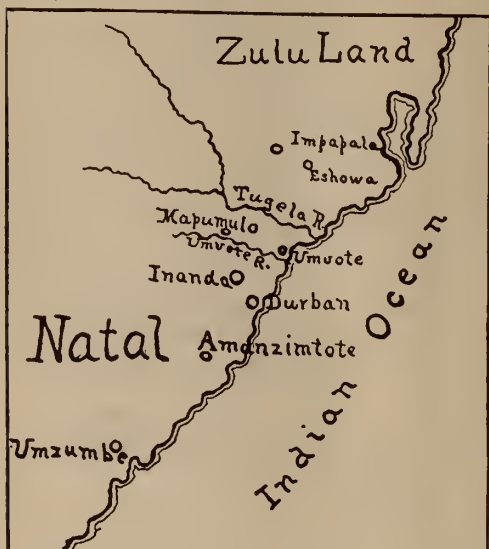 Zulu Land
Impapala
Eshowa
Tugela R.
Mapumulo
Umvote R.
Umvote
Inanda
Durban
Natal
Amanzimtote
Umzumbe
Indian Ocean